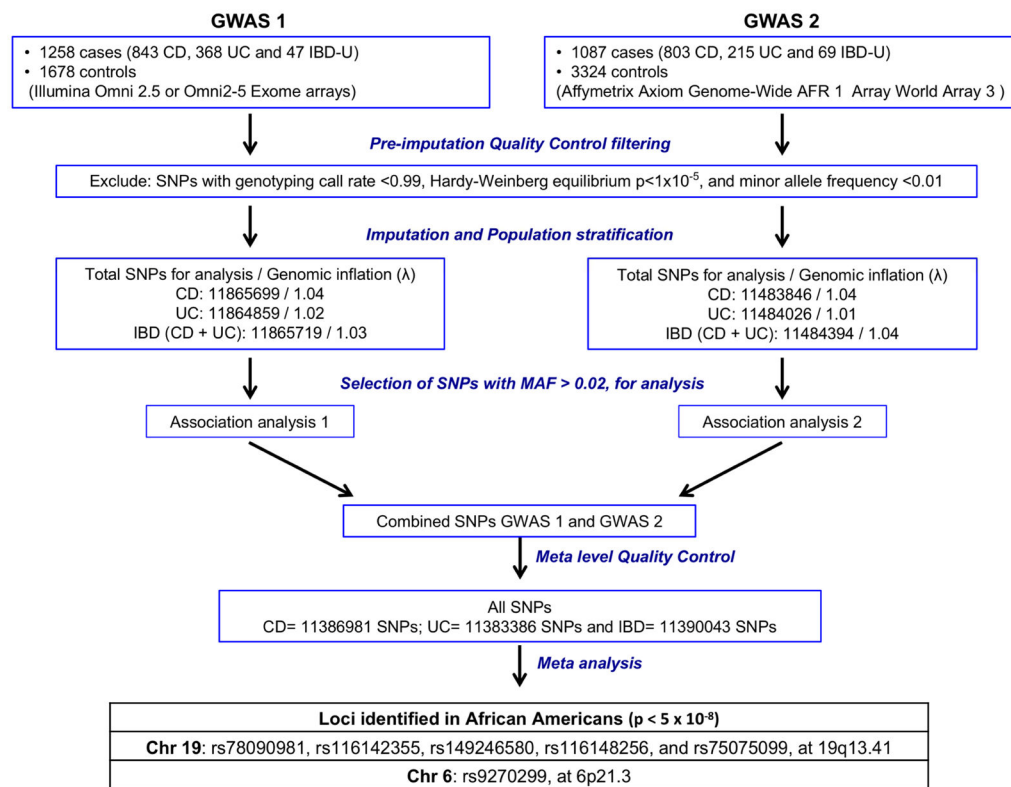 GWAS 1
• 1258 cases (843 CD, 368 UC and 47 IBD-U)
• 1678 controls
(Illumina Omni 2.5 or Omni2-5 Exome arrays)
GWAS 2
• 1087 cases (803 CD, 215 UC and 69 IBD-U)
• 3324 controls
(Affymetrix Axiom Genome-Wide AFR 1 Array World Array 3 )
Pre-imputation Quality Control filtering
Exclude: SNPs with genotyping call rate <0.99, Hardy-Weinberg equilibrium p<1x10⁻⁵, and minor allele frequency <0.01
Imputation and Population stratification
Total SNPs for analysis / Genomic inflation (λ)
CD: 11865699 / 1.04
UC: 11864859 / 1.02
IBD (CD + UC): 11865719 / 1.03
Total SNPs for analysis / Genomic inflation (λ)
CD: 11483846 / 1.04
UC: 11484026 / 1.01
IBD (CD + UC): 11484394 / 1.04
Selection of SNPs with MAF > 0.02, for analysis
Association analysis 1
Association analysis 2
Combined SNPs GWAS 1 and GWAS 2
Meta level Quality Control
All SNPs
CD= 11386981 SNPs; UC= 11383386 SNPs and IBD= 11390043 SNPs
Meta analysis
Loci identified in African Americans (p < 5 x 10⁻⁸)
Chr 19: rs78090981, rs116142355, rs149246580, rs116148256, and rs75075099, at 19q13.41
Chr 6: rs9270299, at 6p21.3